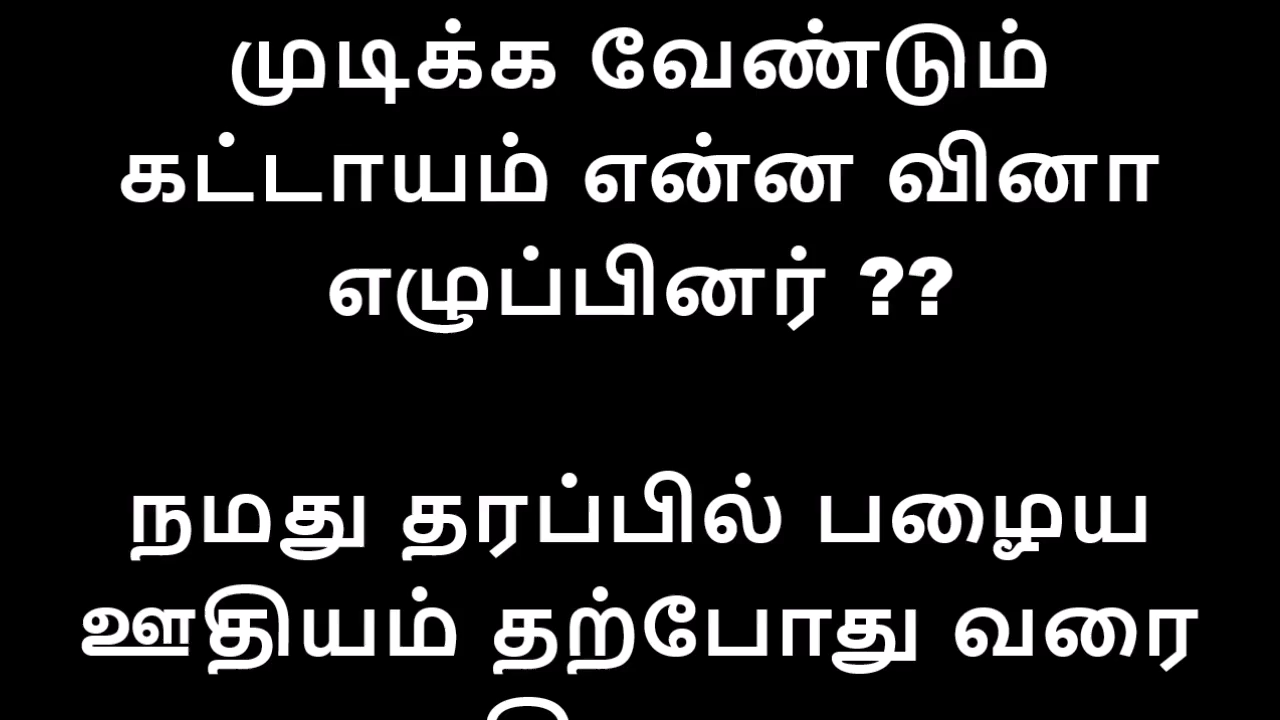 முடிக்க வேண்டும்
கட்டாயம் என்ன வினா
எழுப்பினர் ??
நமது தரப்பில் பழைய
ஊதியம் தற்போது வரை